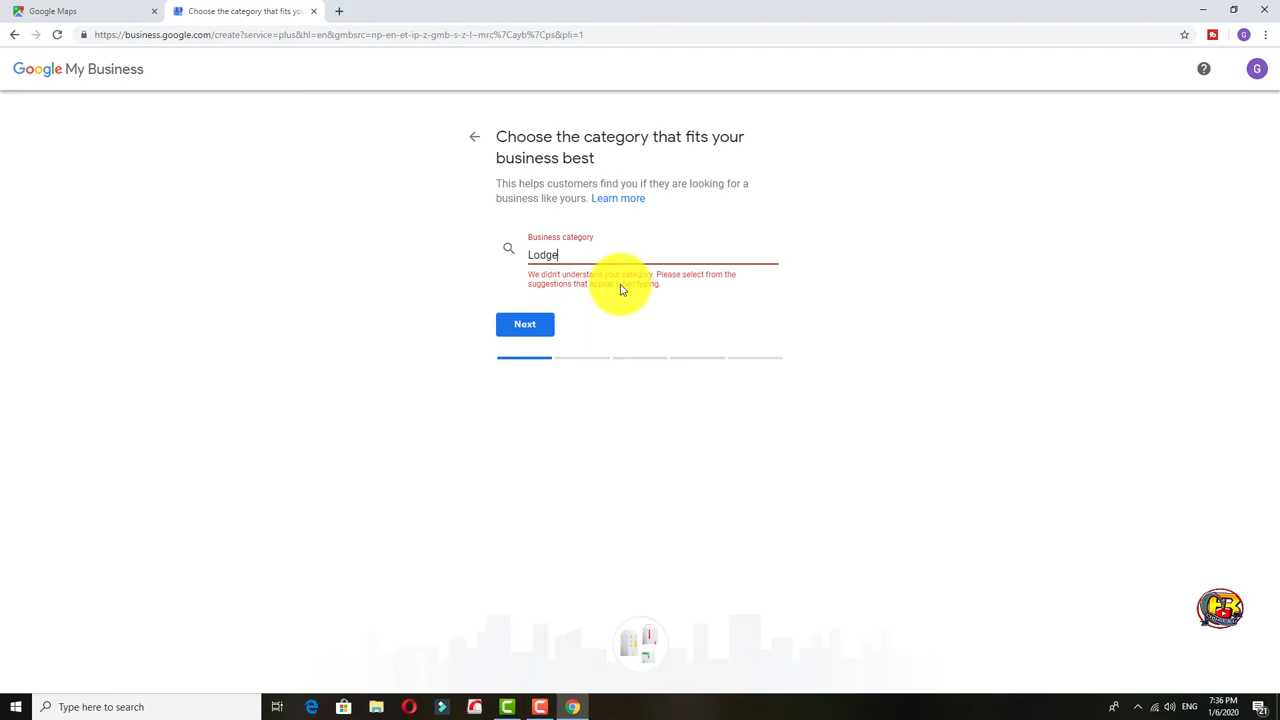 Google Maps
Choose the category that fits you
https://business.google.com/create?service=plus&hl=en&gmbsrc=np-en-et-ip-z-gmb-s-z-l~mrc%7Cayb%7Cps&pli=1
G
Google My Business
G
Choose the category that fits your
business best
This helps customers find you if they are looking for a
business like yours. Learn more
Business category
Lodge
We didn't understand your category. Please select from the
suggestions that appear when typing.
Next
Type here to search
ENG
7:36 PM
1/6/2020
21